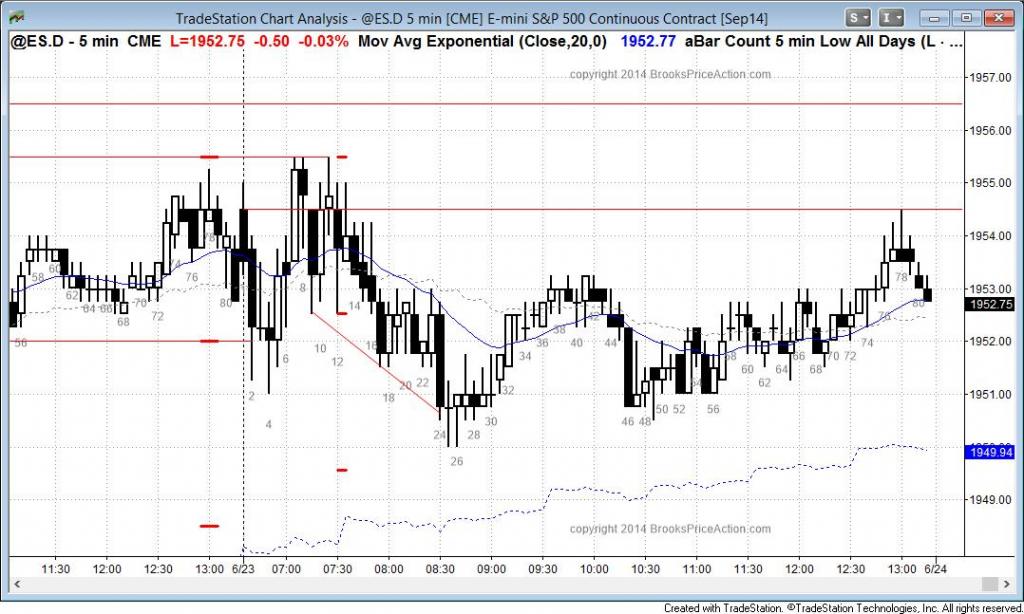 TradeStation Chart Analysis - @ES.D 5 min [CME] E-mini S&P 500 Continuous Contract [Sep14]
S I
@ES.D - 5 min CME L=1952.75 -0.50 -0.03% Mov Avg Exponential (Close,20,0) 1952.77 aBar Count 5 min Low All Days (L · ...
copyright 2014 BrooksPriceAction.com
1957.00
1956.00
1955.00
1954.00
1953.00
1952.75
1952.00
1951.00
1949.94
1949.00
58 60
62 64 66 68 70 72 74 76 78 80
56
2 4 6 8 10 12 14 16 18 20 22 24 26 28 30 32 34 36 38 40 42 44 46 48 50 52 54 56 58 60 62 64 66 68 70 72 74 76 78 80
copyright 2014 BrooksPriceAction.com
11:30 12:00 12:30 13:00 6/23 07:00 07:30 08:00 08:30 09:00 09:30 10:00 10:30 11:00 11:30 12:00 12:30 13:00 6/24
Created with TradeStation. ©TradeStation Technologies, Inc. All rights reserved.